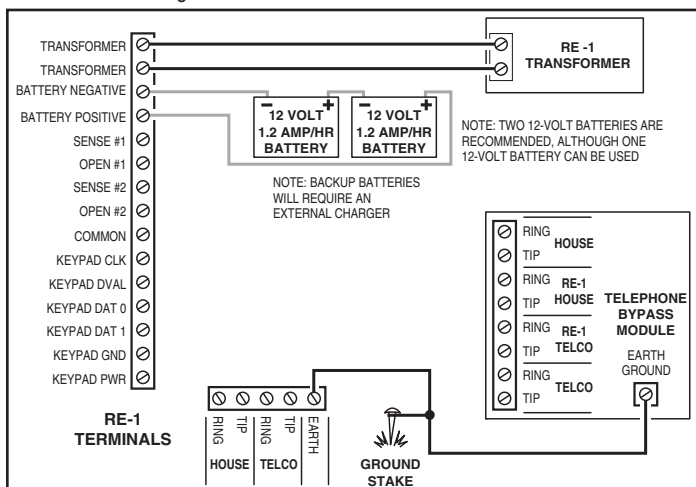 TRANSFORMER
TRANSFORMER
BATTERY NEGATIVE
BATTERY POSITIVE
SENSE #1
OPEN #1
SENSE #2
OPEN #2
COMMON
KEYPAD CLK
KEYPAD DVAL
KEYPAD DAT 0
KEYPAD DAT 1
KEYPAD GND
KEYPAD PWR
RE-1
TERMINALS
RE -1
TRANSFORMER
– +
12 VOLT
1.2 AMP/HR
BATTERY
– +
12 VOLT
1.2 AMP/HR
BATTERY
NOTE: TWO 12-VOLT BATTERIES ARE
RECOMMENDED, ALTHOUGH ONE
12-VOLT BATTERY CAN BE USED
NOTE: BACKUP BATTERIES
WILL REQUIRE AN
EXTERNAL CHARGER
RING
TIP
HOUSE
RING
TIP
RE-1
HOUSE
RING
TIP
RE-1
TELCO
RING
TIP
TELCO
TELEPHONE
BYPASS
MODULE
EARTH
GROUND
RING
TIP
RING
TIP
EARTH
HOUSE
TELCO
GROUND
STAKE